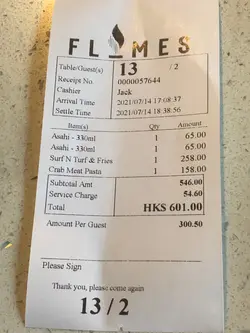 FLAMES
Table/Guest(s) 13 / 2
Receipt No. 0000057644
Cashier Jack
Arrival Time 2021/07/14 17:08:37
Settle Time 2021/07/14 18:38:56
Item(s) Qty Amount
Asahi - 330ml 1 65.00
Asahi - 330ml 1 65.00
Surf N Turf & Fries 1 258.00
Crab Meat Pasta 1 158.00
Subtotal Amt 546.00
Service Charge 54.60
Total HK$ 601.00
Amount Per Guest 300.50
Please Sign
Thank you, please come again
13 / 2